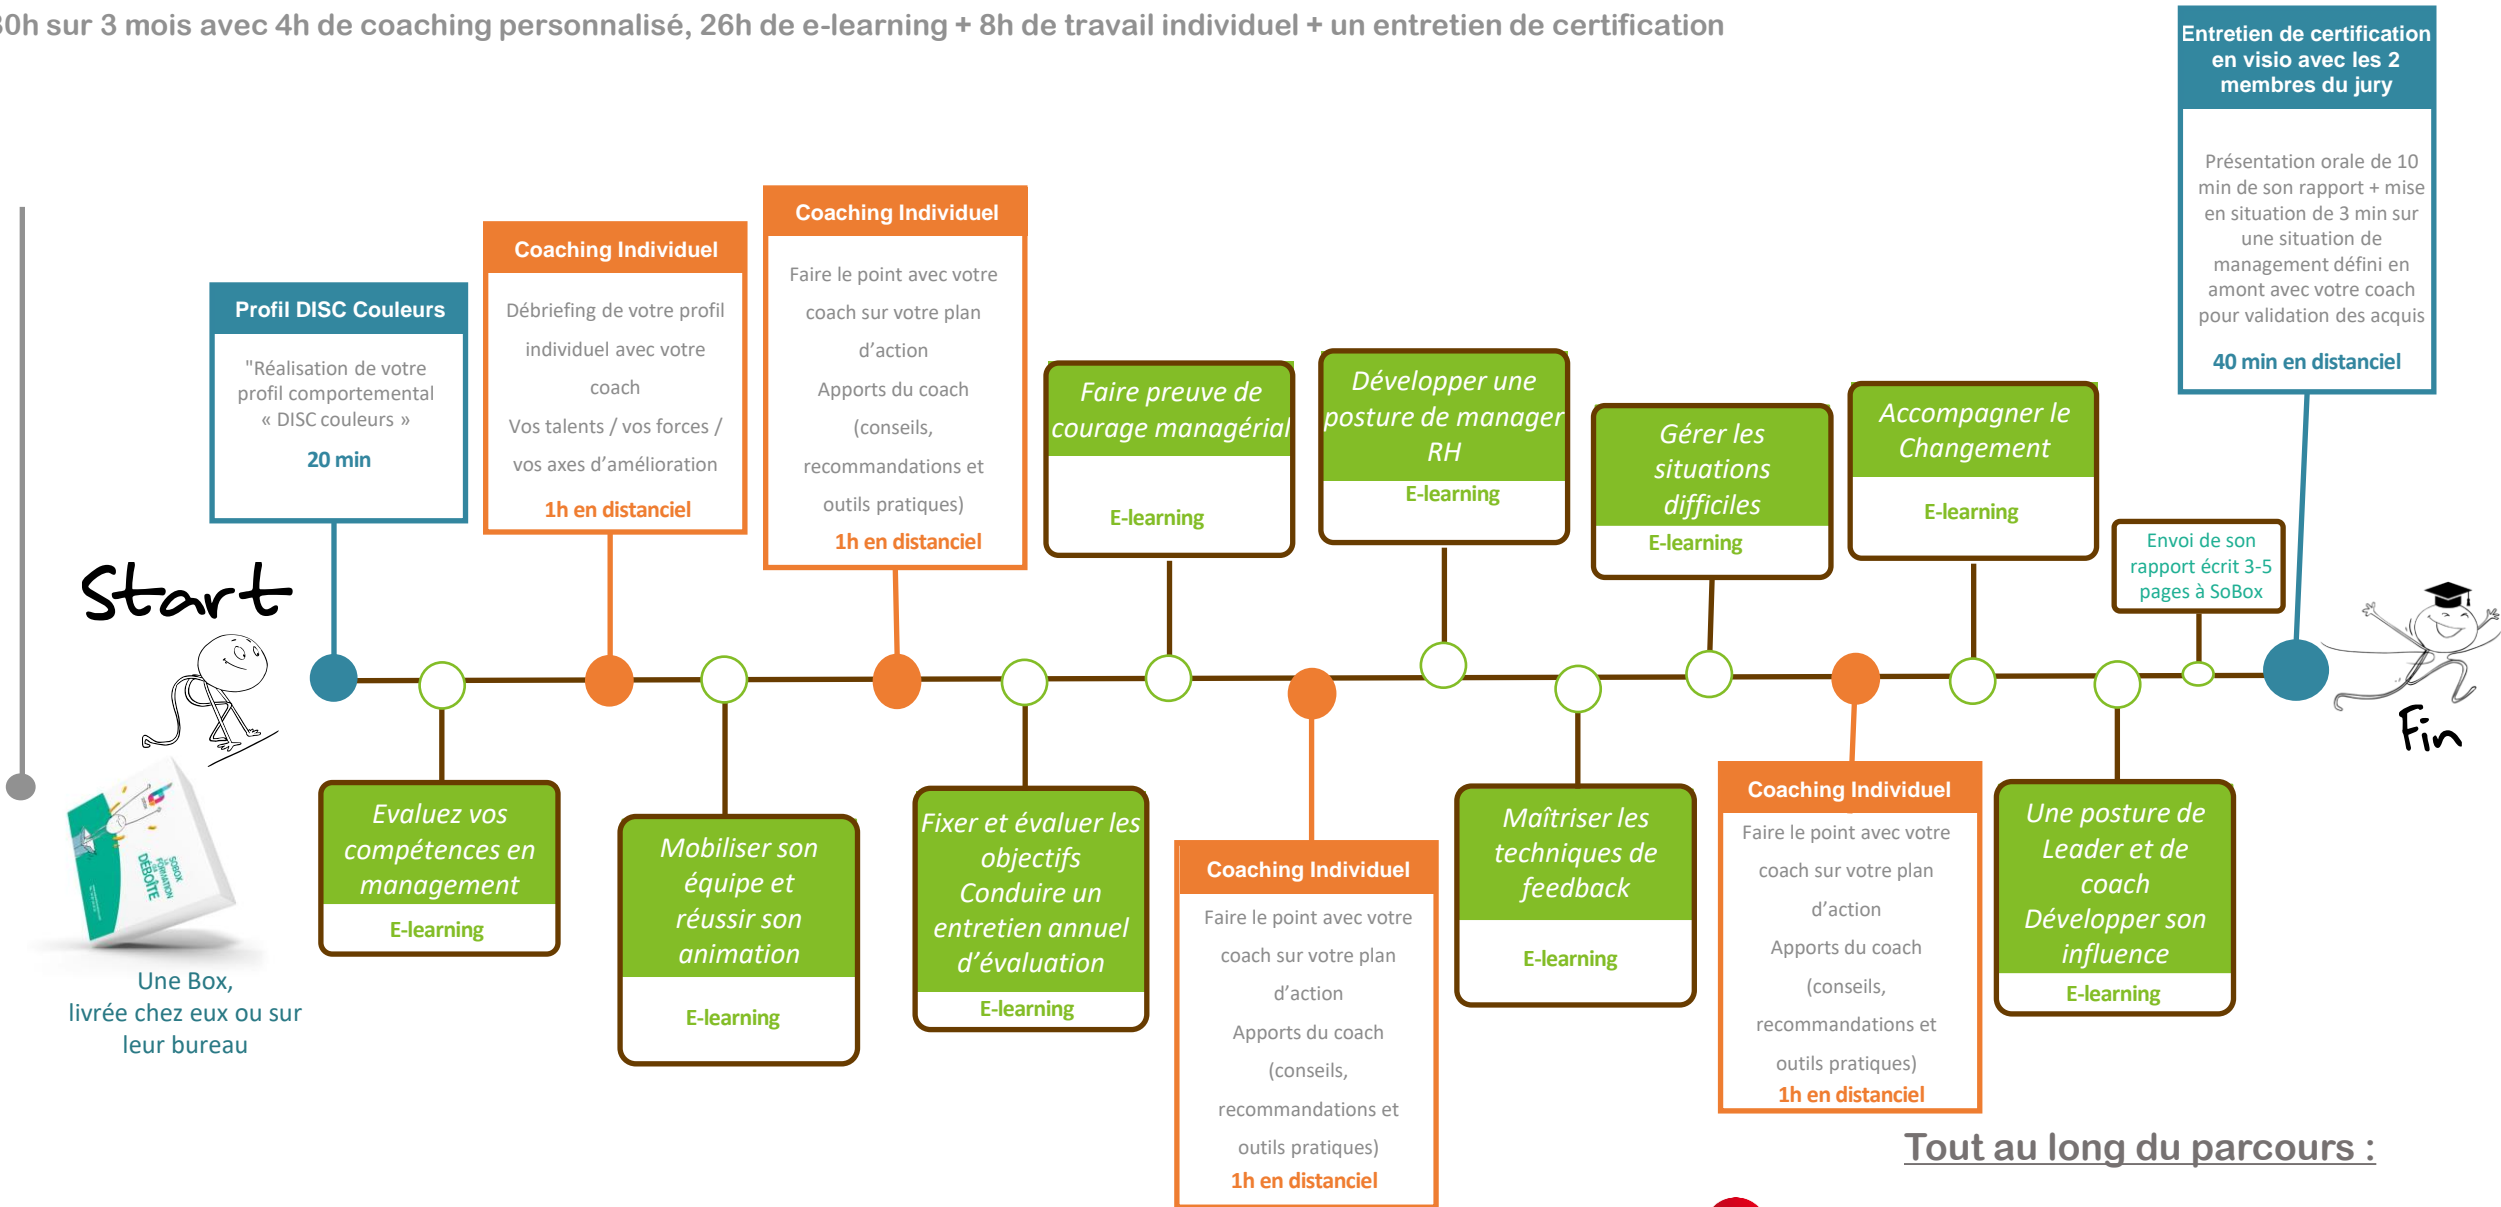 30h sur 3 mois avec 4h de coaching personnalisé, 26h de e-learning + 8h de travail individuel + un entretien de certification
Entretien de certification
en visio avec les 2
membres du jury
Présentation orale de 10
min de son rapport + mise
en situation de 3 min sur
une situation de
management défini en
amont avec votre coach
pour validation des acquis
40 min en distanciel
Profil DISC Couleurs
"Réalisation de votre
profil comportemental
« DISC couleurs »
20 min
Coaching Individuel
Débriefing de votre profil
individuel avec votre
coach
Vos talents / vos forces /
vos axes d’amélioration
1h en distanciel
Coaching Individuel
Faire le point avec votre
coach sur votre plan
d’action
Apports du coach
(conseils,
recommandations et
outils pratiques)
1h en distanciel
Faire preuve de
courage managérial
E-learning
Développer une
posture de manager
RH
E-learning
Gérer les
situations
difficiles
E-learning
Accompagner le
Changement
E-learning
Envoi de son
rapport écrit 3-5
pages à SoBox
Start
Fin
SOBOX
LA
FORMATION
QUI
DÉBOÎTE
Une Box,
livrée chez eux ou sur
leur bureau
Evaluez vos
compétences en
management
E-learning
Mobiliser son
équipe et
réussir son
animation
E-learning
Fixer et évaluer les
objectifs
Conduire un
entretien annuel
d’évaluation
E-learning
Coaching Individuel
Faire le point avec votre
coach sur votre plan
d’action
Apports du coach
(conseils,
recommandations et
outils pratiques)
1h en distanciel
Maîtriser les
techniques de
feedback
E-learning
Coaching Individuel
Faire le point avec votre
coach sur votre plan
d’action
Apports du coach
(conseils,
recommandations et
outils pratiques)
1h en distanciel
Une posture de
Leader et de
coach
Développer son
influence
E-learning
Tout au long du parcours :